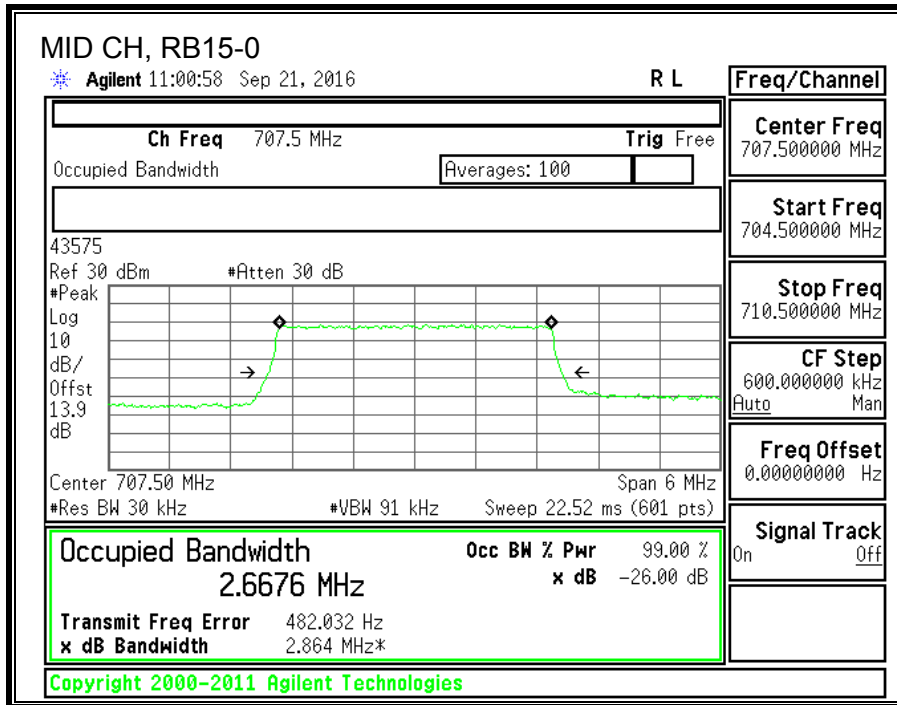 MID CH, RB15-0
Agilent 11:00:58 Sep 21, 2016 R L
Freq/Channel
Ch Freq 707.5 MHz Trig Free
Occupied Bandwidth Averages: 100
43575
Ref 30 dBm #Atten 30 dB
#Peak
Log
10
dB/
Offst
13.9
dB
Center 707.50 MHz Span 6 MHz
#Res BW 30 kHz #VBW 91 kHz Sweep 22.52 ms (601 pts)
Occupied Bandwidth Occ BW % Pwr 99.00 %
2.6676 MHz x dB -26.00 dB
Transmit Freq Error 482.032 Hz
x dB Bandwidth 2.864 MHz*
Copyright 2000-2011 Agilent Technologies
Center Freq
707.500000 MHz
Start Freq
704.500000 MHz
Stop Freq
710.500000 MHz
CF Step
600.000000 kHz
Auto Man
Freq Offset
0.00000000 Hz
Signal Track
On Off